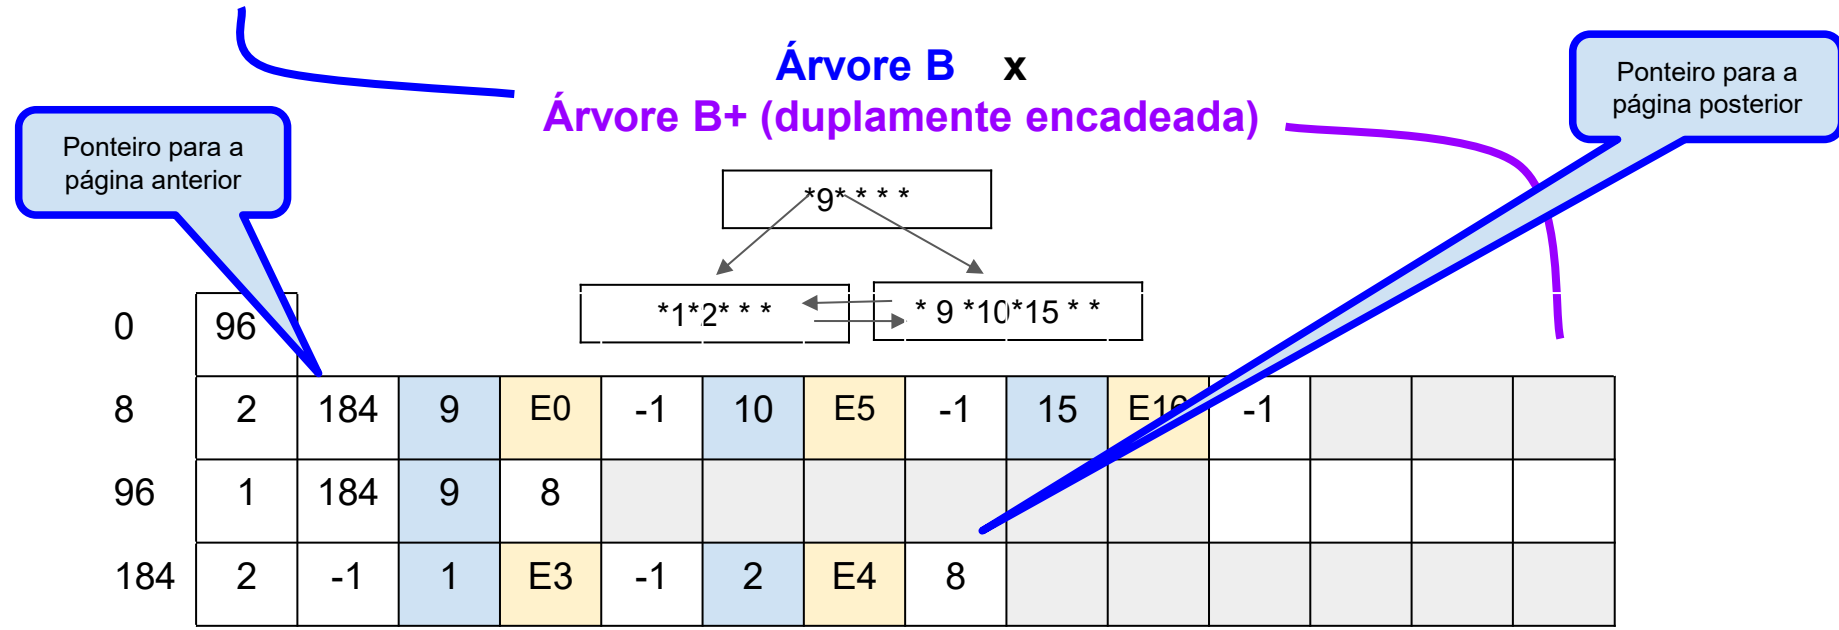 Árvore B x
Árvore B+ (duplamente encadeada)
Ponteiro para a
página posterior
Ponteiro para a
página anterior
*9* * * *
*1*2* * *
* 9 *10*15 * *
0 96
8 2 184 9 E0 -1 10 E5 -1 15 E16 -1
96 1 184 9 8
184 2 -1 1 E3 -1 2 E4 8